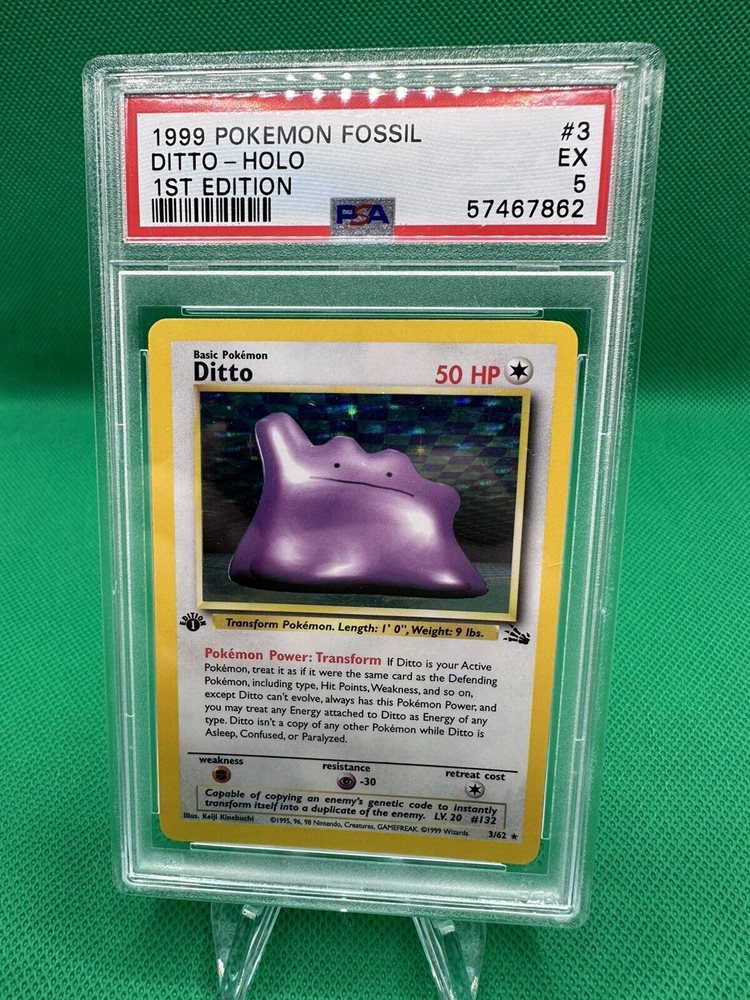 1999 POKEMON FOSSIL #3
DITTO – HOLO EX
1ST EDITION 5
PSA 57467862
Basic Pokémon
Ditto 50 HP
EDITION 1
Transform Pokémon. Length: 1' 0", Weight: 9 lbs.
Pokémon Power: Transform If Ditto is your Active
Pokémon, treat it as if it were the same card as the Defending
Pokémon, including type, Hit Points, Weakness, and so on,
except Ditto can't evolve, always has this Pokémon Power, and
you may treat any Energy attached to Ditto as Energy of any
type. Ditto isn't a copy of any other Pokémon while Ditto is
Asleep, Confused, or Paralyzed.
weakness resistance retreat cost
-30
Capable of copying an enemy's genetic code to instantly
transform itself into a duplicate of the enemy. LV. 20 #132
Illus. Keiji Kinebuchi ©1995, 96, 98 Nintendo, Creatures, GAMEFREAK. ©1999 Wizards. 3/62 ★